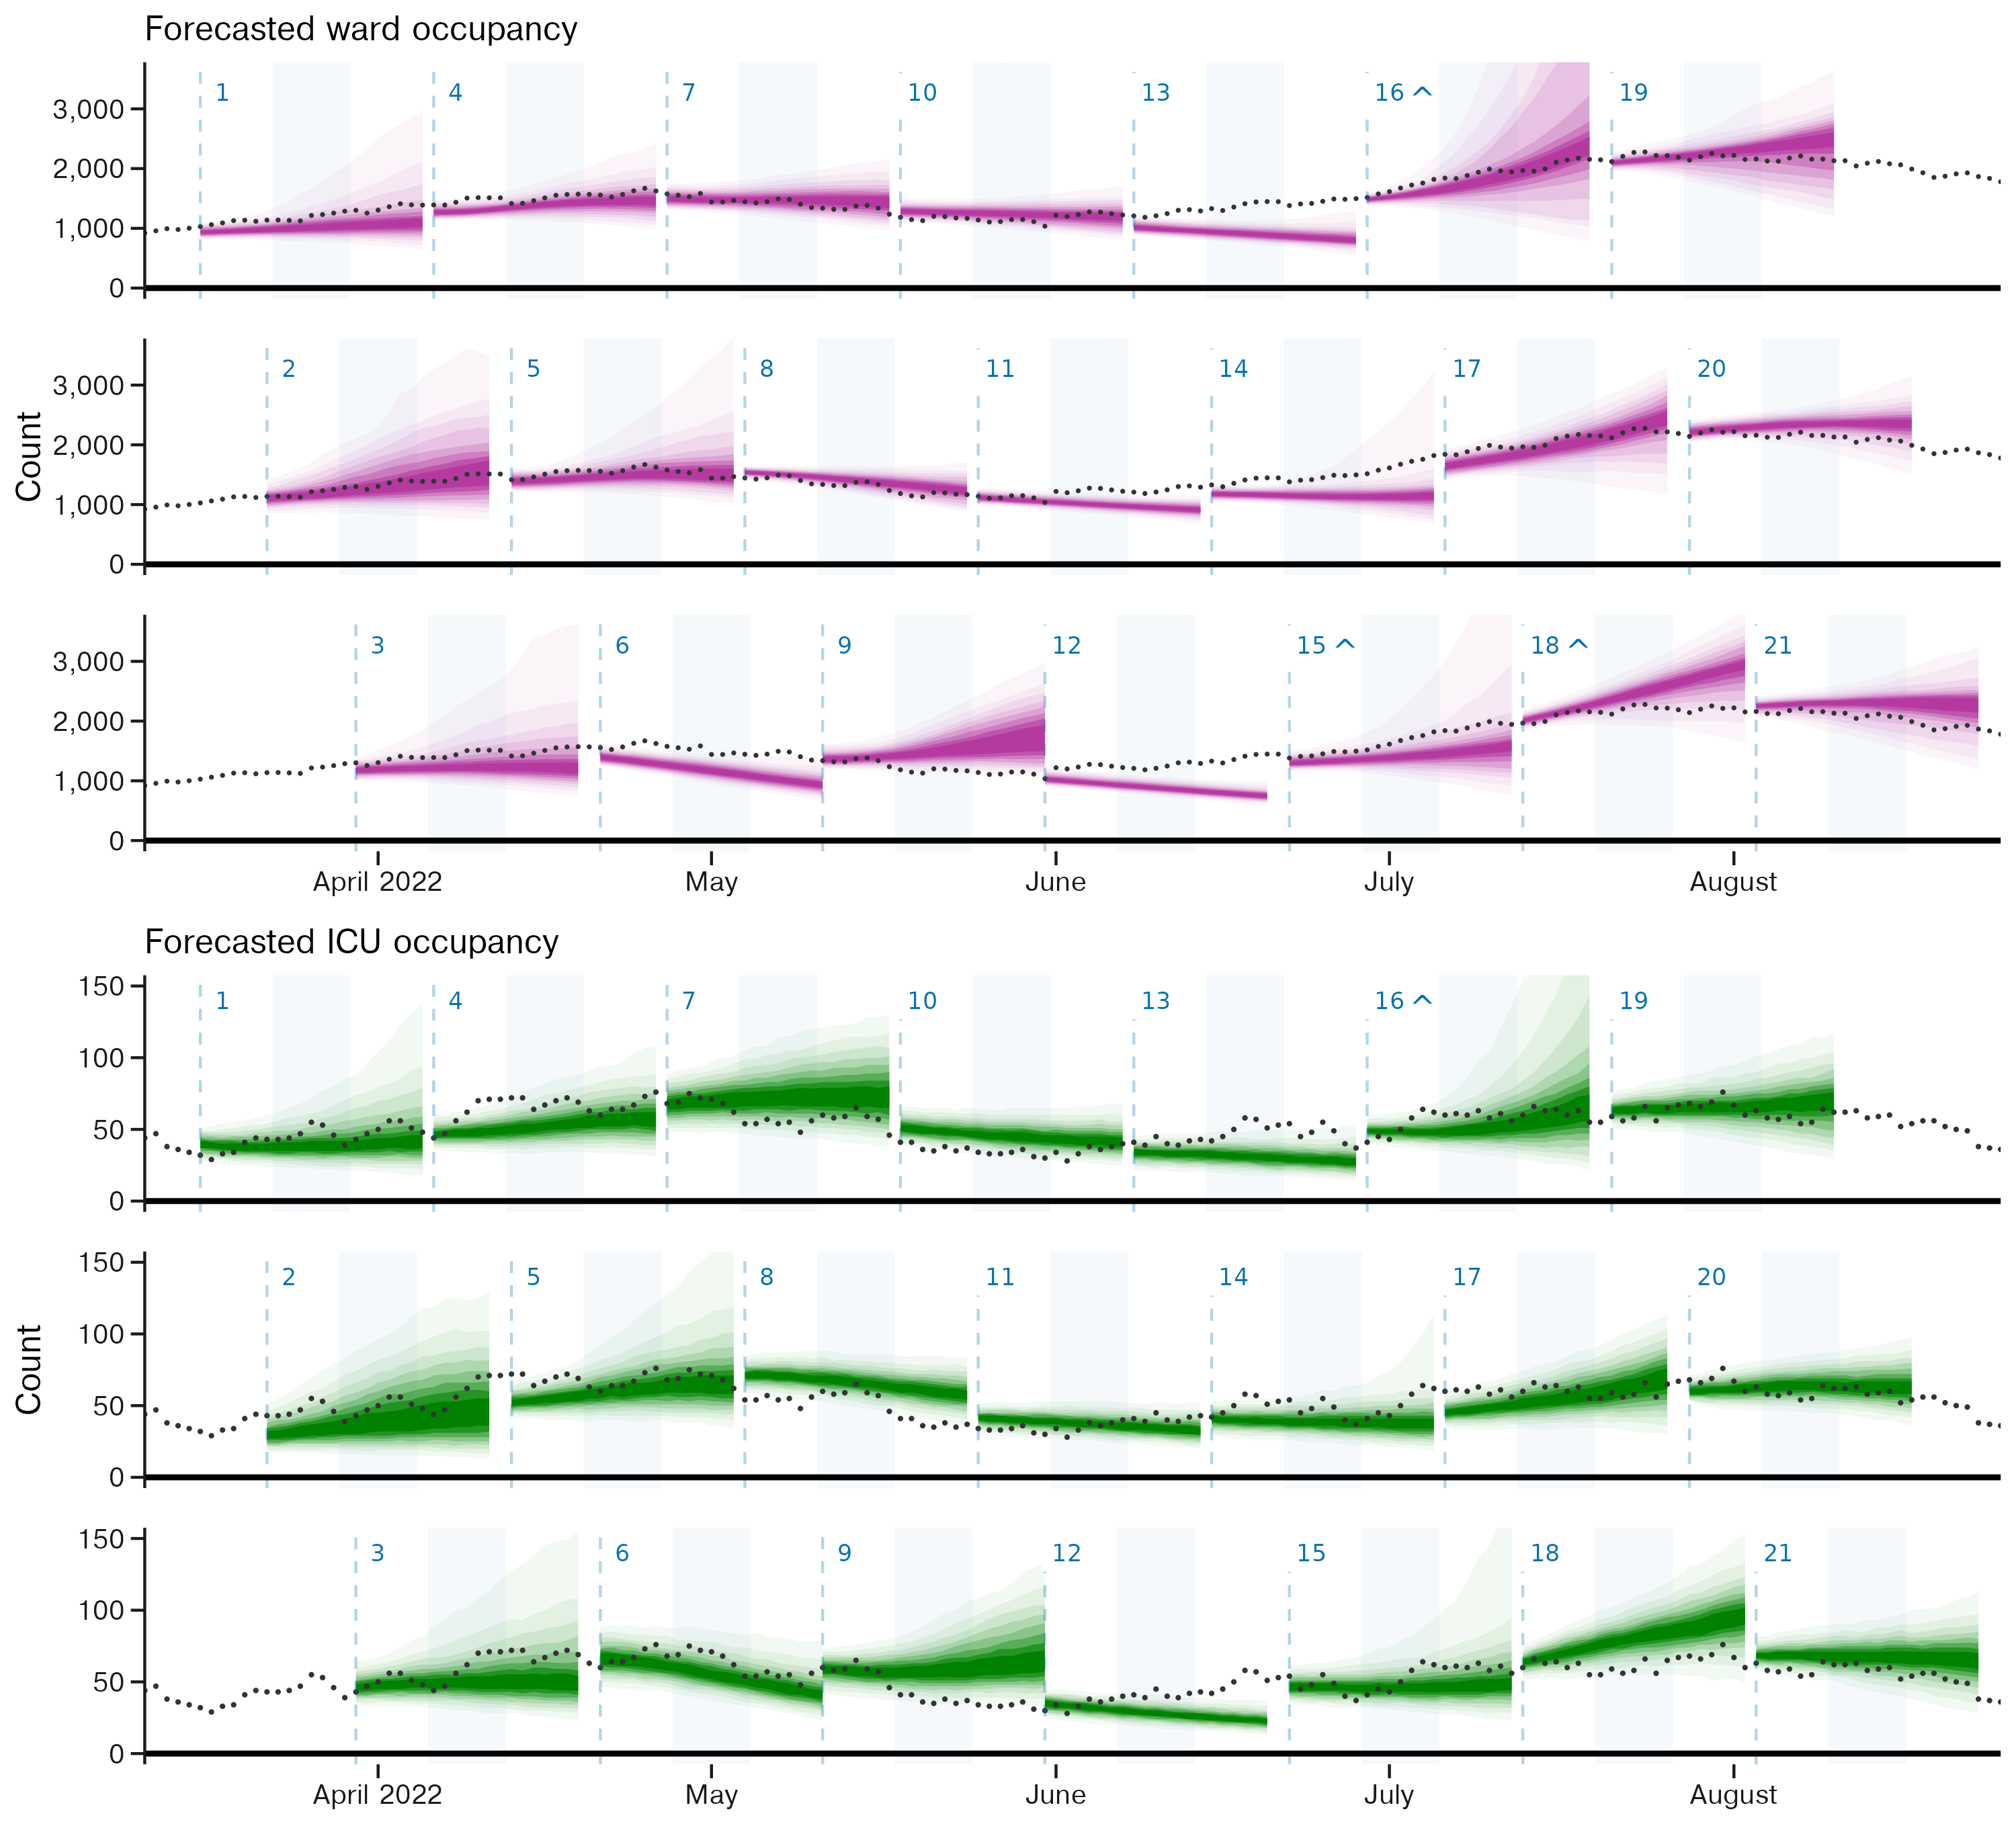 Forecasted ward occupancy
1 4 7 10 13 16 ^ 19
3,000
2,000
1,000
0
2 5 8 11 14 17 20
3,000
2,000
1,000
0
Count
3 6 9 12 15 ^ 18 ^ 21
3,000
2,000
1,000
0
April 2022 May June July August
Forecasted ICU occupancy
150
1 4 7 10 13 16 ^ 19
100
50
0
150
2 5 8 11 14 17 20
100
50
0
Count
150
3 6 9 12 15 18 21
100
50
0
April 2022 May June July August